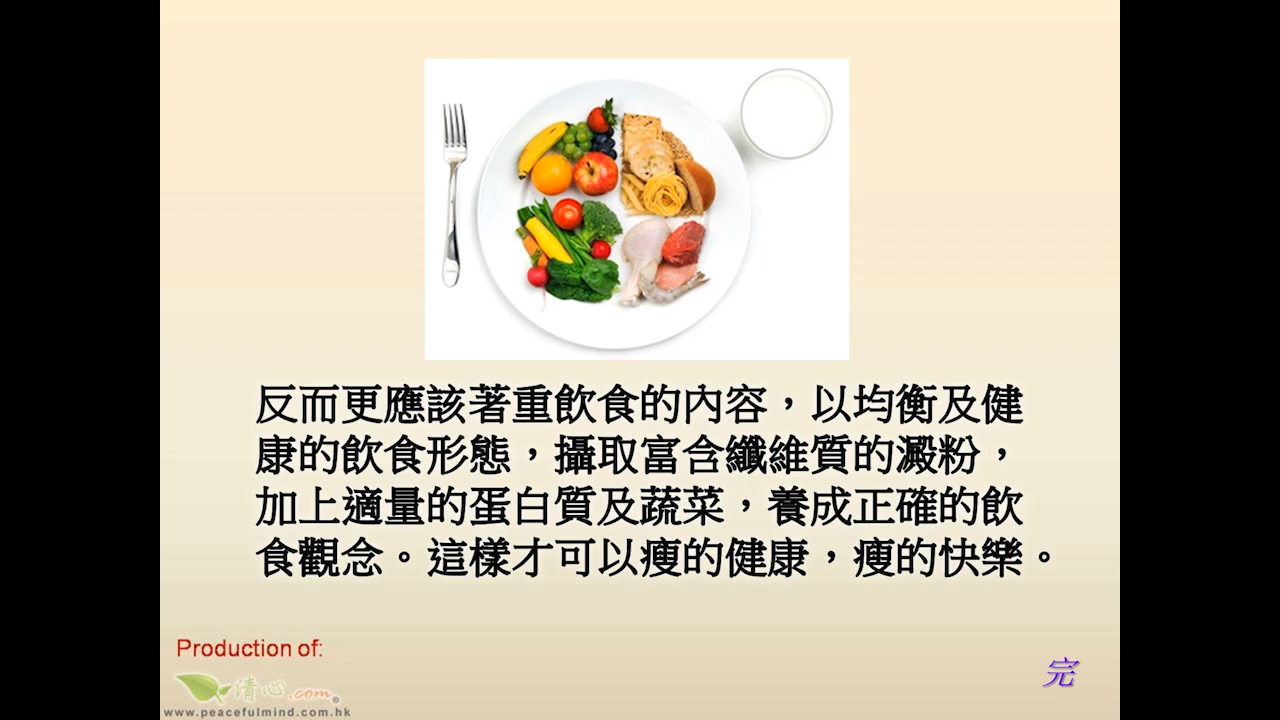 反而更應該著重飲食的內容，以均衡及健
康的飲食形態，攝取富含纖維質的澱粉，
加上適量的蛋白質及蔬菜，養成正確的飲
食觀念。這樣才可以瘦的健康，瘦的快樂。
Production of:
清心.com®
www.peacefulmind.com.hk
完